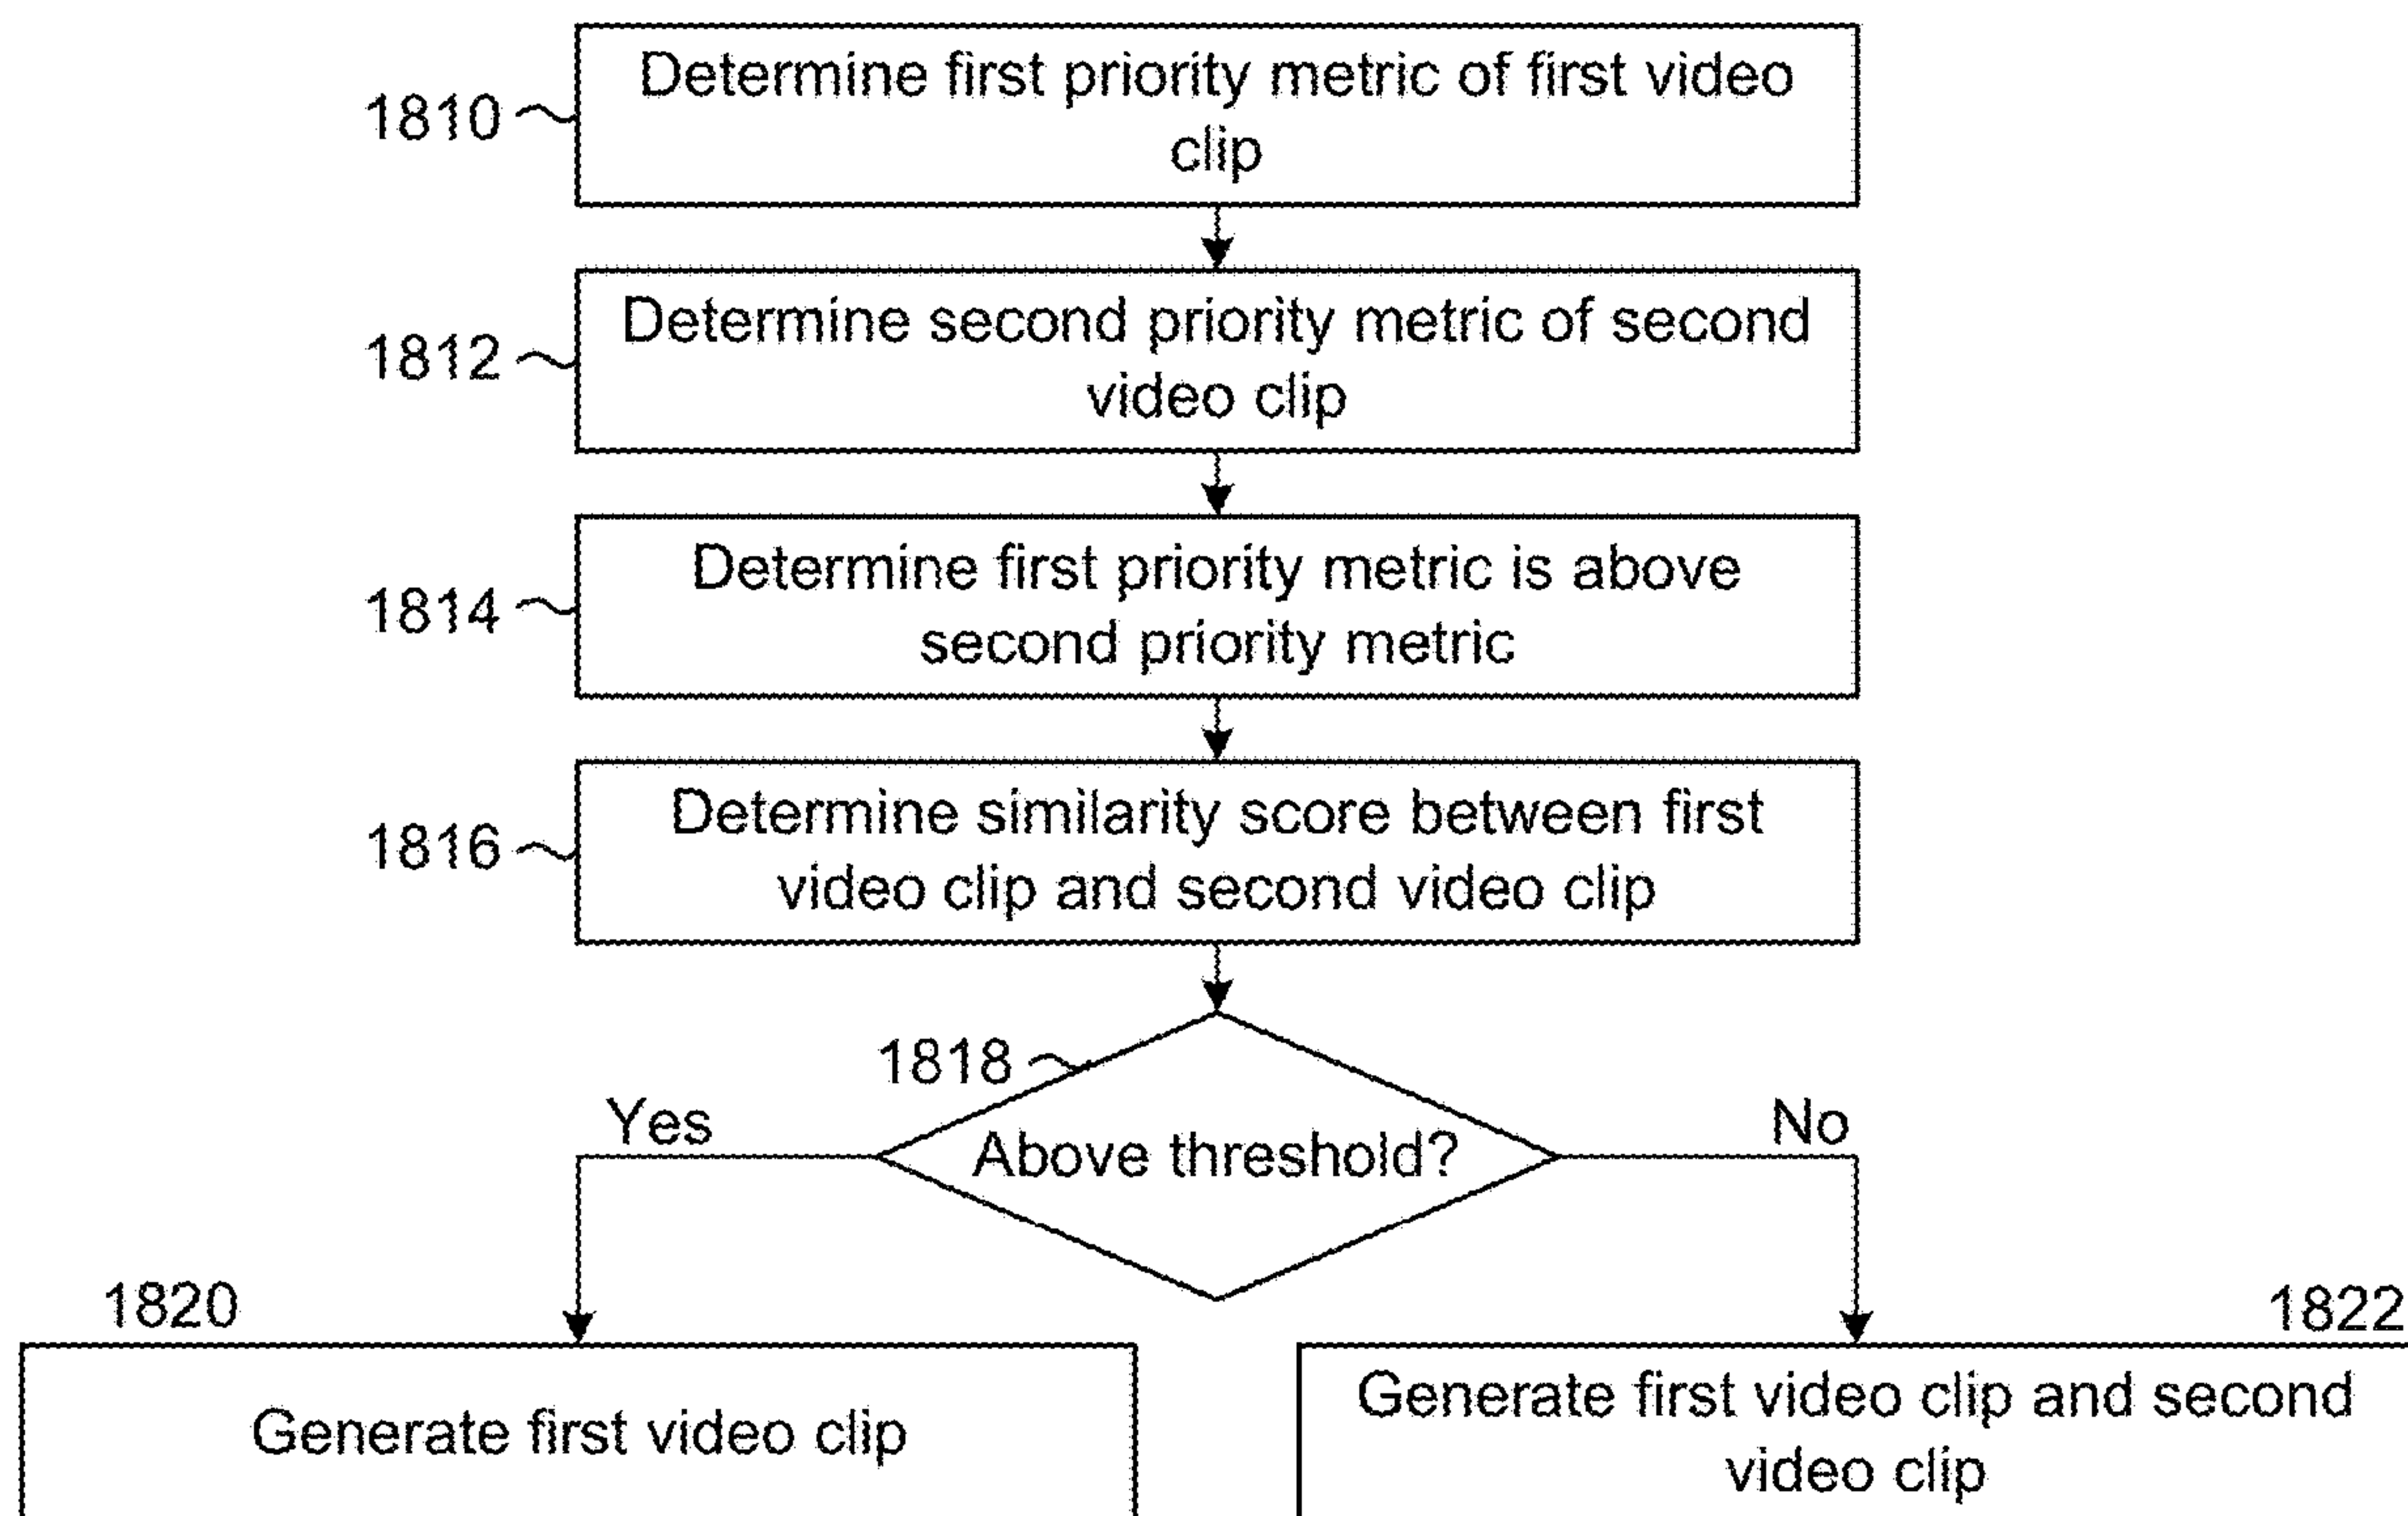 Determine first priority metric of first video
clip
1810
Determine second priority metric of second
video clip
1812
Determine first priority metric is above
second priority metric
1814
Determine similarity score between first
video clip and second video clip
1816
1818
Yes
Above threshold?
No
1820
1822
Generate first video clip
Generate first video clip and second
video clip